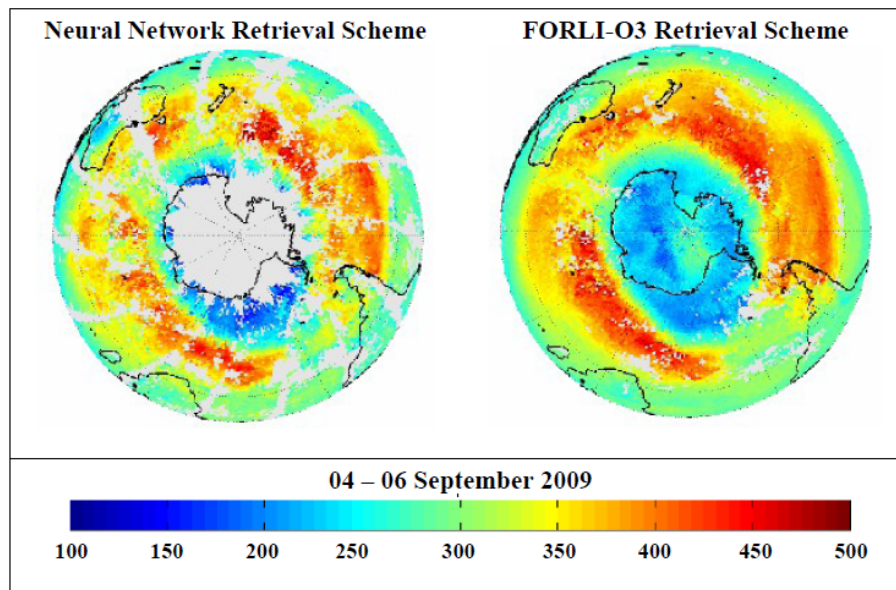 Neural Network Retrieval Scheme FORLI-O3 Retrieval Scheme
04 – 06 September 2009
100 150 200 250 300 350 400 450 500